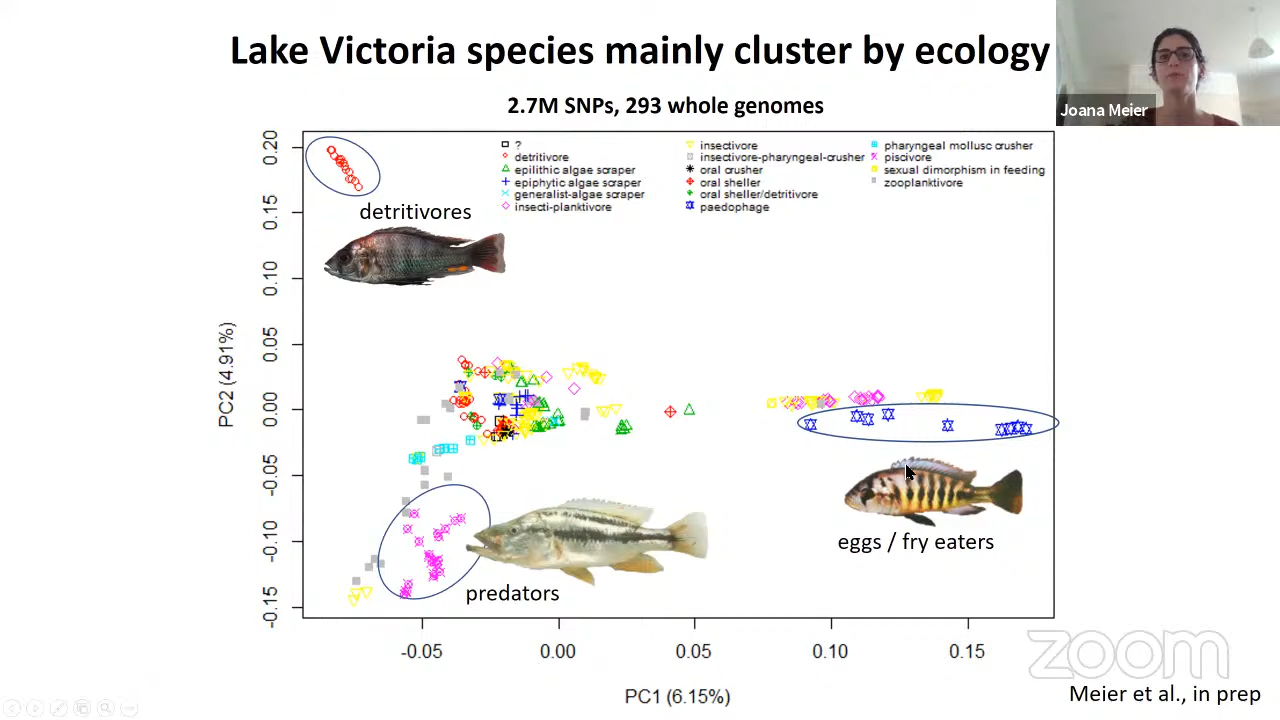 Lake Victoria species mainly cluster by ecology
Joana Meier
2.7M SNPs, 293 whole genomes
?
detritivore
epilithic algae scraper
epiphytic algae scraper
generalist-algae scraper
insecti-planktivore
insectivore
insectivore-pharyngeal-crusher
oral crusher
oral sheller
oral sheller/detritivore
paedophage
pharyngeal mollusc crusher
piscivore
sexual dimorphism in feeding
zooplanktivore
detritivores
eggs / fry eaters
predators
PC2 (4.91%)
0.20
0.15
0.10
0.05
0.00
-0.05
-0.10
-0.15
-0.05 0.00 0.05 0.10 0.15
PC1 (6.15%)
zoom
Meier et al., in prep